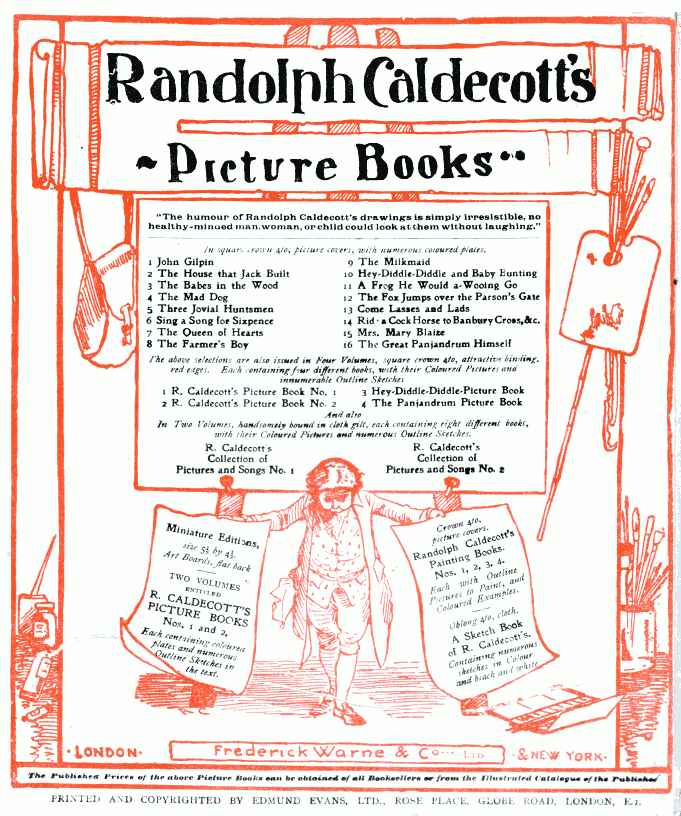 Randolph Caldecott's
~Picture Books··
"The humour of Randolph Caldecott's drawings is simply irresistible, no
healthy-minded man, woman, or child could look at them without laughing."
In square crown 4to, picture covers, with numerous coloured plates.
1 John Gilpin
2 The House that Jack Built
3 The Babes in the Wood
4 The Mad Dog
5 Three Jovial Huntsmen
6 Sing a Song for Sixpence
7 The Queen of Hearts
8 The Farmer's Boy
9 The Milkmaid
10 Hey-Diddle-Diddle and Baby Bunting
11 A Frog He Would a-Wooing Go
12 The Fox Jumps over the Parson's Gate
13 Come Lasses and Lads
14 Rid a Cock Horse to Banbury Cross, &c.
15 Mrs. Mary Blaize
16 The Great Panjandrum Himself
The above selections are also issued in Four Volumes, square crown 4to, attractive binding,
red edges. Each containing four different books, with their Coloured Pictures and
innumerable Outline Sketches
1 R. Caldecott's Picture Book No. 1
2 R. Caldecott's Picture Book No. 2
3 Hey-Diddle-Diddle-Picture Book
4 The Panjandrum Picture Book
And also
In Two Volumes, handsomely bound in cloth gilt, each containing eight different books,
with their Coloured Pictures and numerous Outline Sketches.
R. Caldecott's
Collection of
Pictures and Songs No. 1
R. Caldecott's
Collection of
Pictures and Songs No. 2
Miniature Editions,
size 5½ by 4½.
Art Boards, flat back
TWO VOLUMES
ENTITLED
R. CALDECOTT'S
PICTURE BOOKS
Nos. 1 and 2,
Each containing coloured
plates and numerous
Outline Sketches in
the text.
Crown 4to,
picture covers.
Randolph Caldecott's
Painting Books.
Nos. 1, 2, 3, 4.
Each with Outline
Pictures to Paint, and
Coloured Examples.
Oblong 4to, cloth.
A Sketch Book
of R. Caldecott's.
Containing numerous
sketches in Colour
and black and white
·LONDON·
Frederick Warne & Co··· LTD
·& NEW YORK·
The Published Prices of the above Picture Books can be obtained of all Booksellers or from the Illustrated Catalogue of the Publisher
PRINTED AND COPYRIGHTED BY EDMUND EVANS, LTD., ROSE PLACE, GLOBE ROAD, LONDON, E.1.